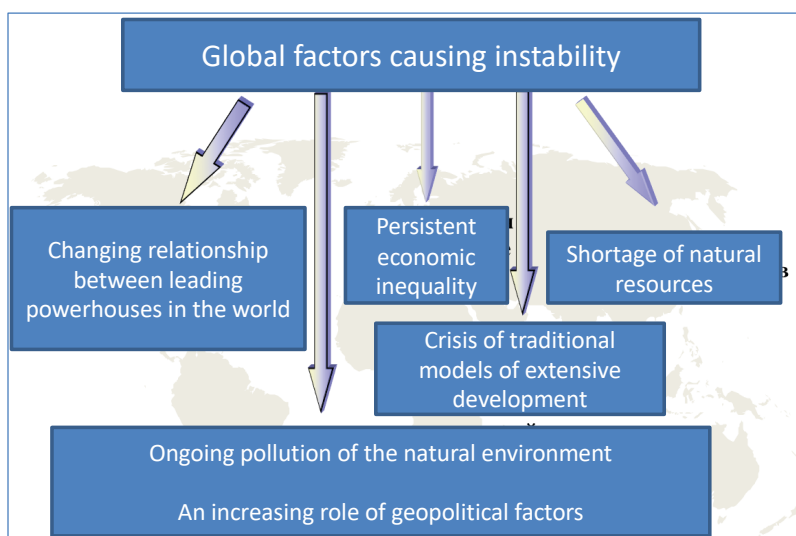 Global factors causing instability
Changing relationship
between leading
powerhouses in the world
Persistent
economic
inequality
Shortage of natural
resources
Crisis of traditional
models of extensive
development
Ongoing pollution of the natural environment
An increasing role of geopolitical factors